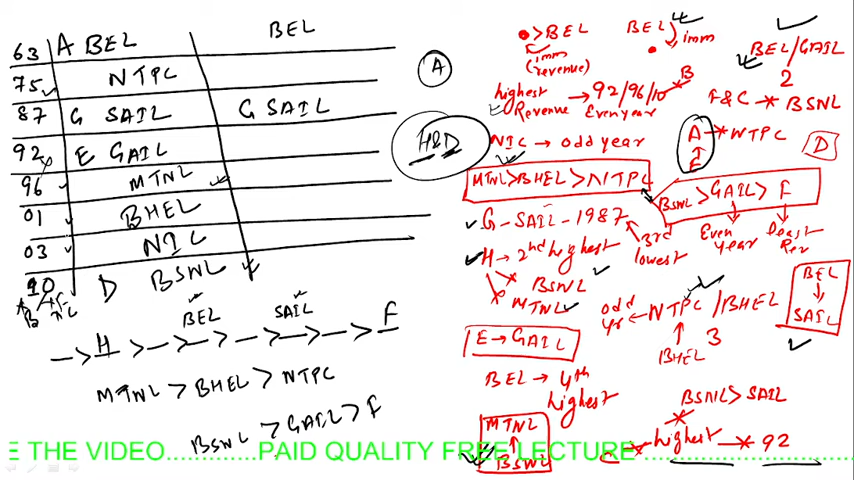 63 A BEL BEL
75 NTPC
87 G SAIL G SAIL
92 E GAIL
96 MTNL
01 BHEL
03 NIC
10 D BSNL
A
H&D
BEL SAIL
_ > H > _ > _ > _ > _ > _ > F
MTNL > BHEL > NTPC
BSNL > GAIL > F
> BEL
imm
(revenue)
BEL
imm
BEL/GAIL
2
highest
Revenue → 92/96/10 B
Even year
F&C BSNL
NIC → odd year
A NTPC
E
D
MTNL > BHEL > NTPC
BSNL > GAIL > F
Even
year
Least
Rev
G-SAIL-1987
3rd
lowest
H → 2nd highest
BSNL
MTNL
odd
yr ← NTPC/BHEL
BHEL 3
BEL
↓
SAIL
E → GAIL
BEL → 4th
highest
BSNL > SAIL
MTNL
↑
BSNL
C highest 92
E THE VIDEO..........PAID QUALITY FREE LECTURE